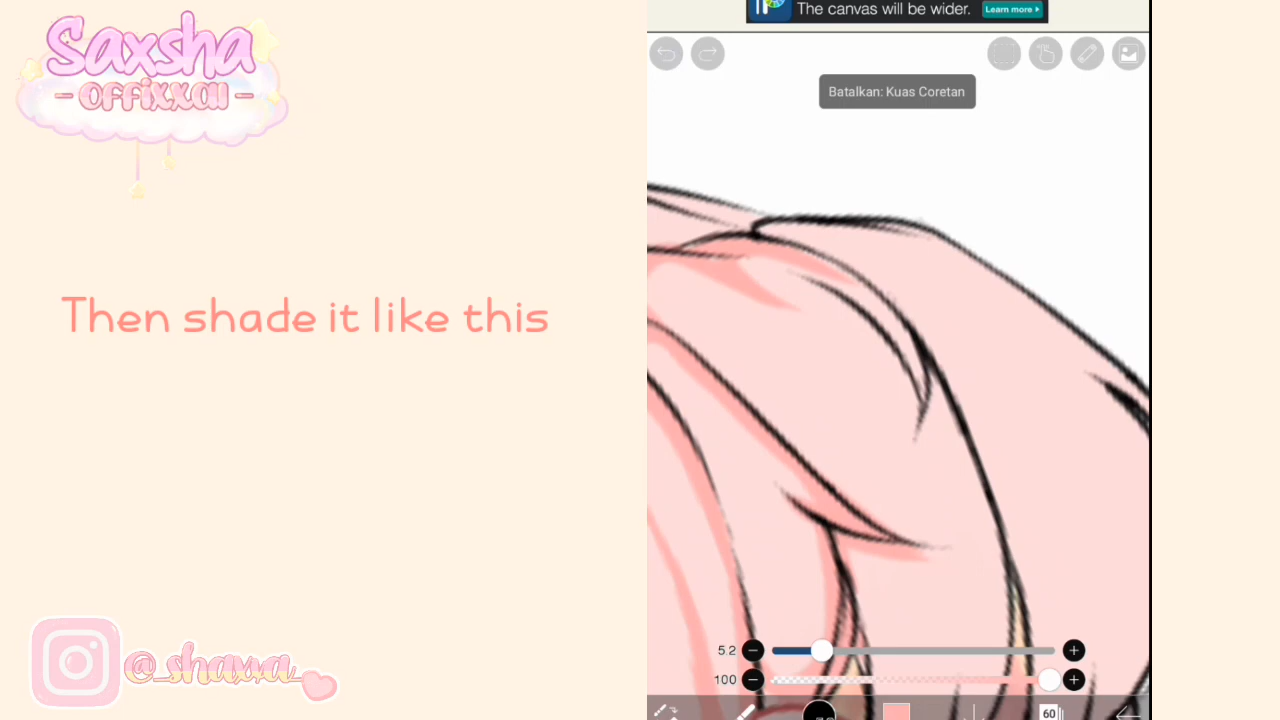 Saxsha
- OFFIXXAll -
Then shade it like this
@_shaxxa_
The canvas will be wider.
Learn more >
Batalkan: Kuas Coretan
5.2
100
60